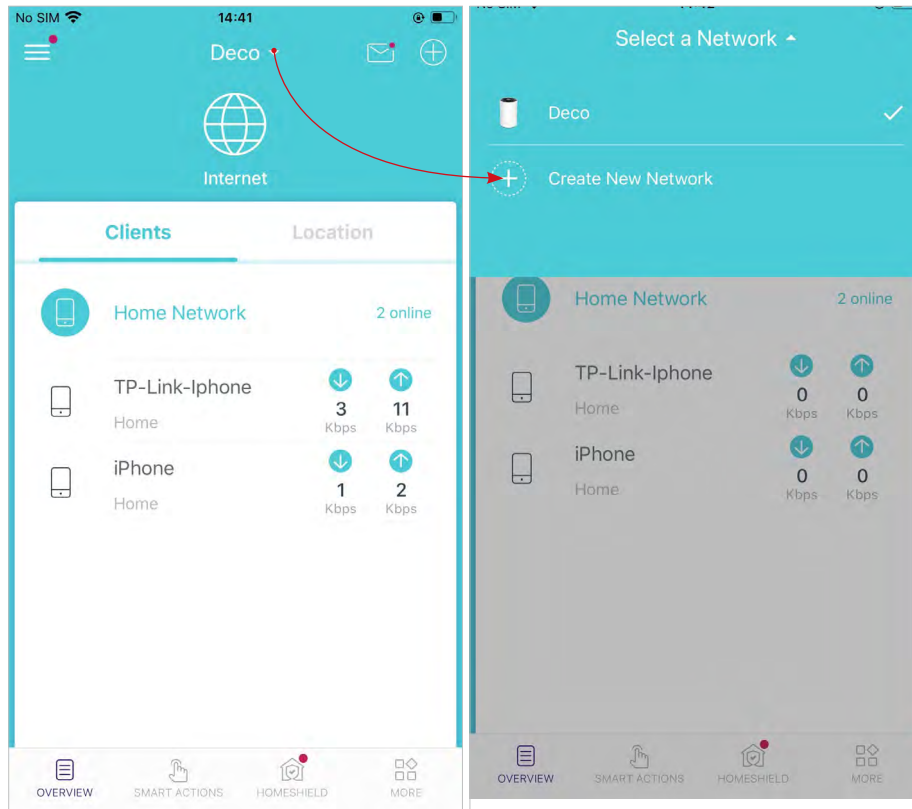 No SIM
14:41
Deco
Internet
Clients
Location
Home Network
2 online
TP-Link-Iphone
Home
3
Kbps
11
Kbps
iPhone
Home
1
Kbps
2
Kbps
OVERVIEW
SMART ACTIONS
HOMESHIELD
MORE
Select a Network
Deco
Create New Network
Home Network
2 online
TP-Link-Iphone
Home
0
Kbps
0
Kbps
iPhone
Home
0
Kbps
0
Kbps
OVERVIEW
SMART ACTIONS
HOMESHIELD
MORE